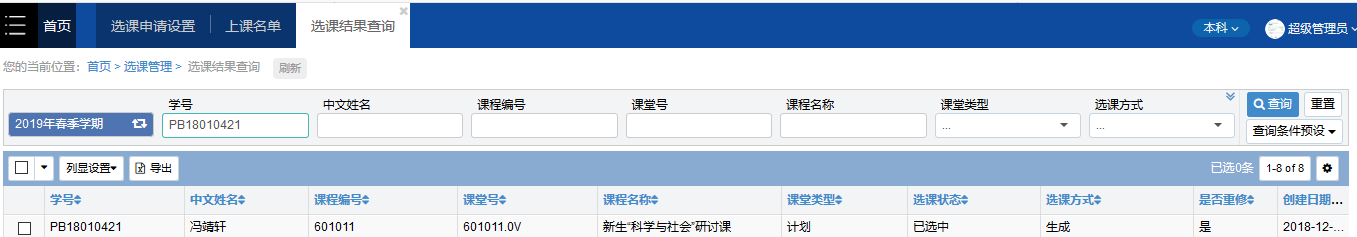 首页 选课申请设置 上课名单 选课结果查询 本科 超级管理员
您的当前位置： 首页 > 选课管理 > 选课结果查询 刷新
学号 中文姓名 课程编号 课堂号 课程名称 课堂类型 选课方式 查询 重置
2019年春季学期 PB18010421 ... ... 查询条件预设
列显设置 导出 已选0条 1-8 of 8
学号 中文姓名 课程编号 课堂号 课程名称 课堂类型 选课状态 选课方式 是否重修 创建日期...
PB18010421 冯靖轩 601011 601011.0V 新生“科学与社会”研讨课 计划 已选中 生成 是 2018-12-...